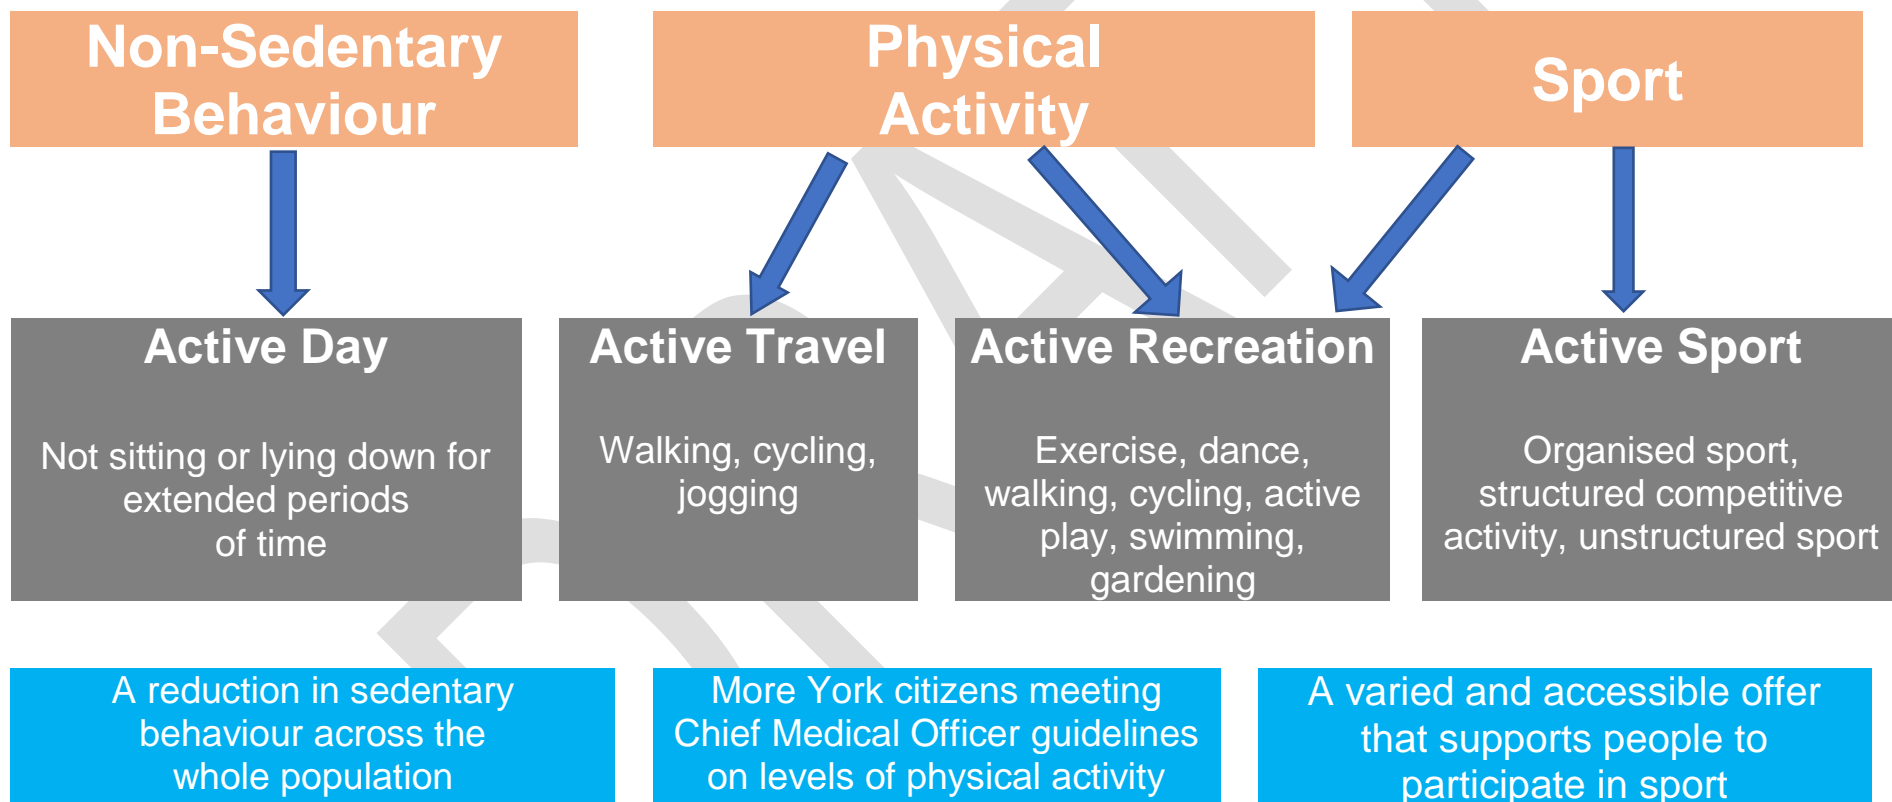 Non-Sedentary
Behaviour
Physical
Activity
Sport
Active Day
Not sitting or lying down for
extended periods
of time
Active Travel
Walking, cycling,
jogging
Active Recreation
Exercise, dance,
walking, cycling, active
play, swimming,
gardening
Active Sport
Organised sport,
structured competitive
activity, unstructured sport
A reduction in sedentary
behaviour across the
whole population
More York citizens meeting
Chief Medical Officer guidelines
on levels of physical activity
A varied and accessible offer
that supports people to
participate in sport